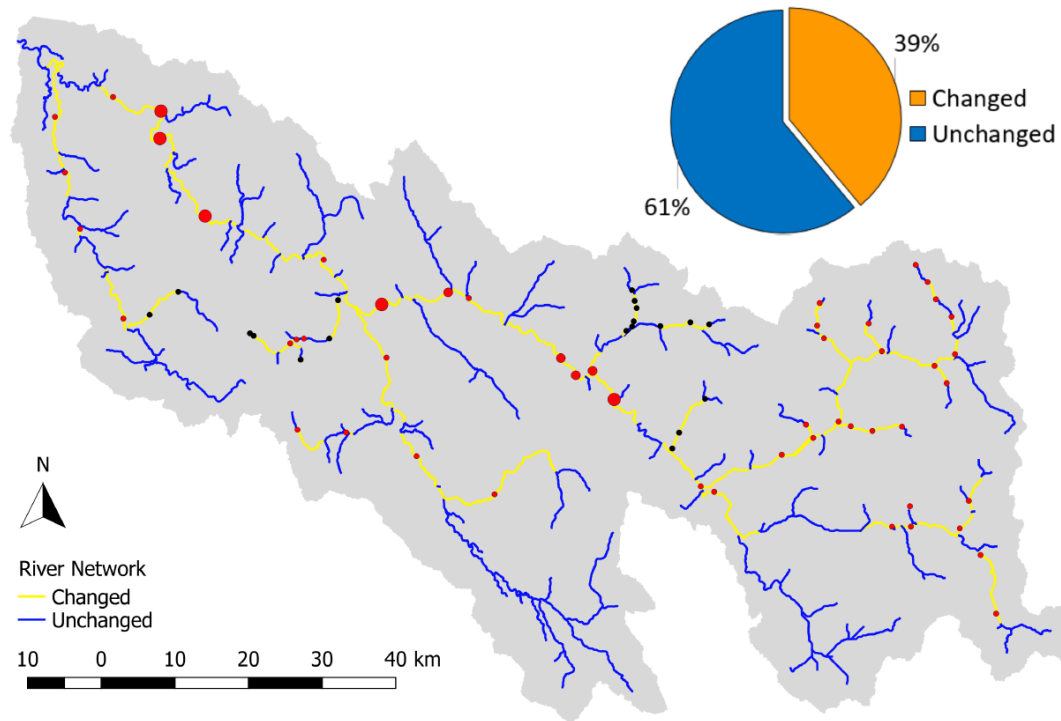 39%
Changed
Unchanged
61%
N
River Network
Changed
Unchanged
10 0 10 20 30 40 km